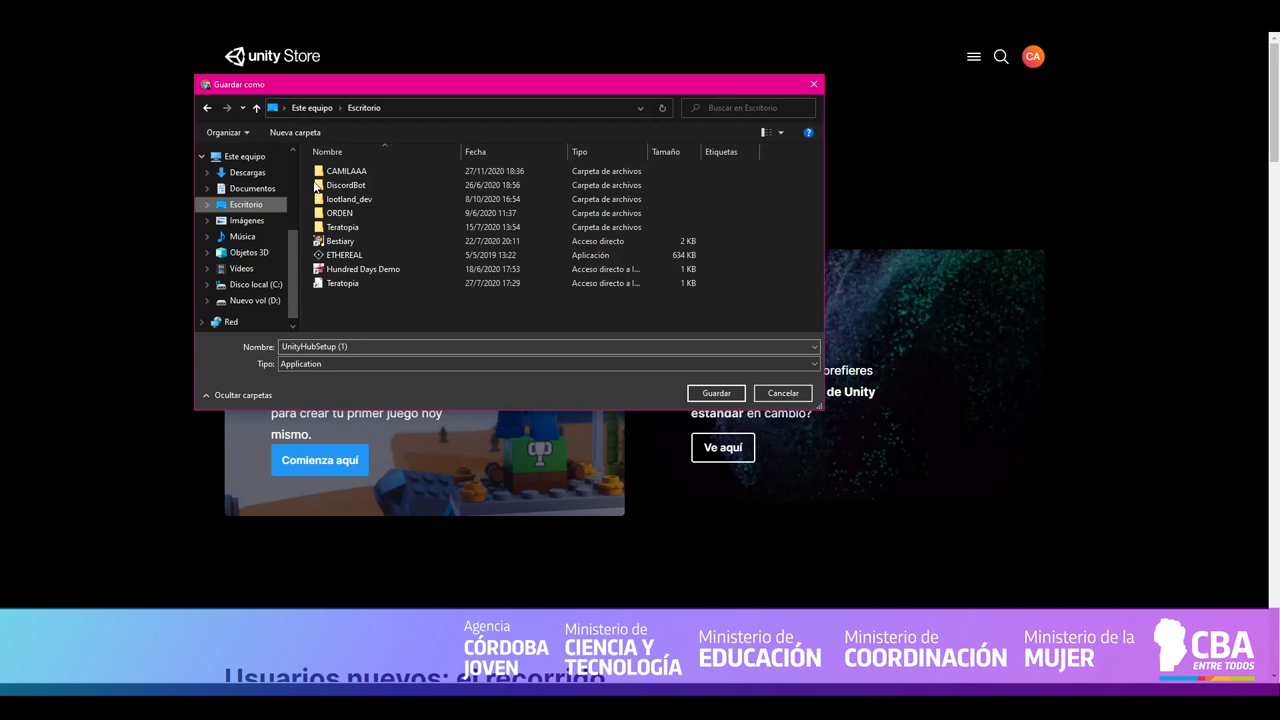 unity Store
CA
Guardar como
Este equipo
Escritorio
Buscar en Escritorio
Organizar
Nueva carpeta
?
Este equipo
Descargas
Documentos
Escritorio
Imágenes
Música
Objetos 3D
Vídeos
Disco local (C:)
Nuevo vol (D:)
Red
Nombre Fecha Tipo Tamaño Etiquetas
CAMILAAA 27/11/2020 18:36 Carpeta de archivos
DiscordBot 26/6/2020 18:56 Carpeta de archivos
lootland_dev 8/10/2020 16:54 Carpeta de archivos
ORDEN 9/6/2020 11:37 Carpeta de archivos
Teratopia 15/7/2020 13:54 Carpeta de archivos
Bestiary 22/7/2020 20:11 Acceso directo 2 KB
ETHEREAL 5/5/2019 13:22 Aplicación 634 KB
Hundred Days Demo 18/6/2020 17:53 Acceso directo a I... 1 KB
Teratopia 27/7/2020 17:29 Acceso directo a I... 1 KB
Nombre: UnityHubSetup (1)
Tipo: Application
Ocultar carpetas
Guardar
Cancelar
para crear tu primer juego hoy
mismo.
Comienza aquí
prefieres
de Unity
estándar en cambio?
Ve aquí
Usuarios nuevos: el recorrido
Agencia
CÓRDOBA
JOVEN
Ministerio de
CIENCIA Y
TECNOLOGÍA
Ministerio de
EDUCACIÓN
Ministerio de
COORDINACIÓN
Ministerio de la
MUJER
CBA
ENTRE TODOS